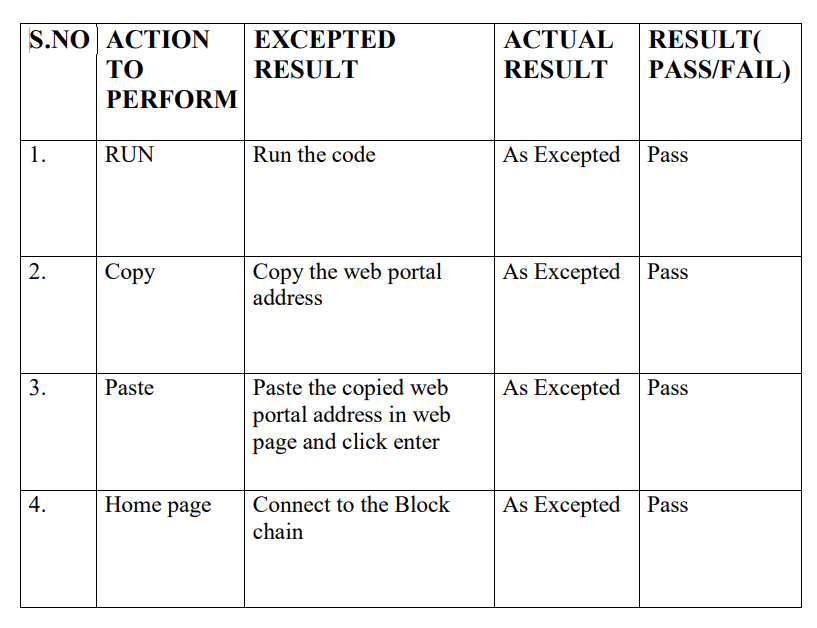 S.NO ACTION TO PERFORM EXCEPTED RESULT ACTUAL RESULT RESULT( PASS/FAIL)
1. RUN Run the code As Excepted Pass
2. Copy Copy the web portal address As Excepted Pass
3. Paste Paste the copied web portal address in web page and click enter As Excepted Pass
4. Home page Connect to the Block chain As Excepted Pass